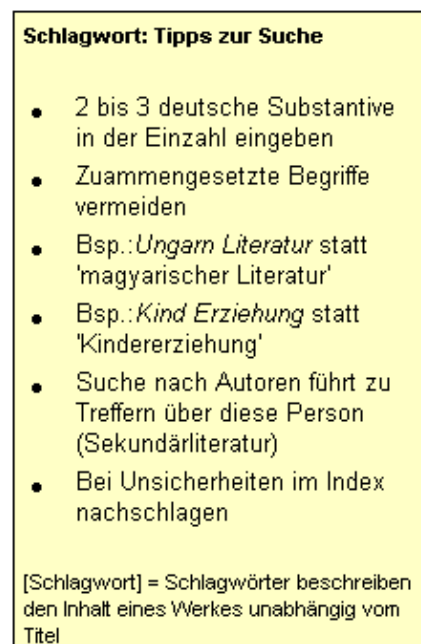 Schlagwort: Tipps zur Suche
• 2 bis 3 deutsche Substantive
in der Einzahl eingeben
• Zuammengesetzte Begriffe
vermeiden
• Bsp.:Ungarn Literatur statt
'magyarischer Literatur'
• Bsp.:Kind Erziehung statt
'Kindererziehung'
• Suche nach Autoren führt zu
Treffern über diese Person
(Sekundärliteratur)
• Bei Unsicherheiten im Index
nachschlagen
[Schlagwort] = Schlagwörter beschreiben
den Inhalt eines Werkes unabhängig vom
Titel